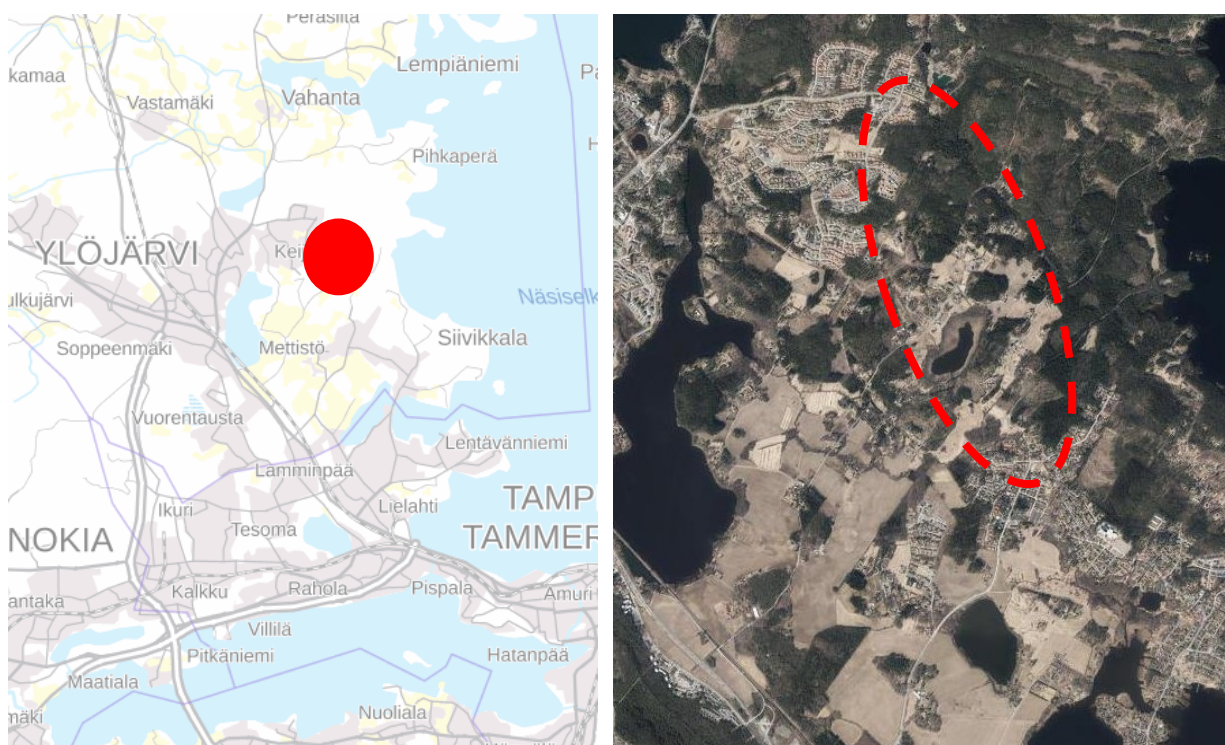 Peräsilta
Lempiäniemi
kamaa
Vahanta
Vastamäki
Pihkaperä
YLÖJÄRVI
Keij
ulkujärvi
Näsiselk
Siivikkala
Soppeenmäki
Mettistö
Vuorentausta
Lentävänniemi
Lamminpää
Lielahti
Ikuri
TAMP
Tesoma
NOKIA
TAMMER
Kalkku
Rahola
Pispala
Amuri
antaka
Villilä
Pitkäniemi
Hatanpää
Maatiala
Nuoliala
mäki